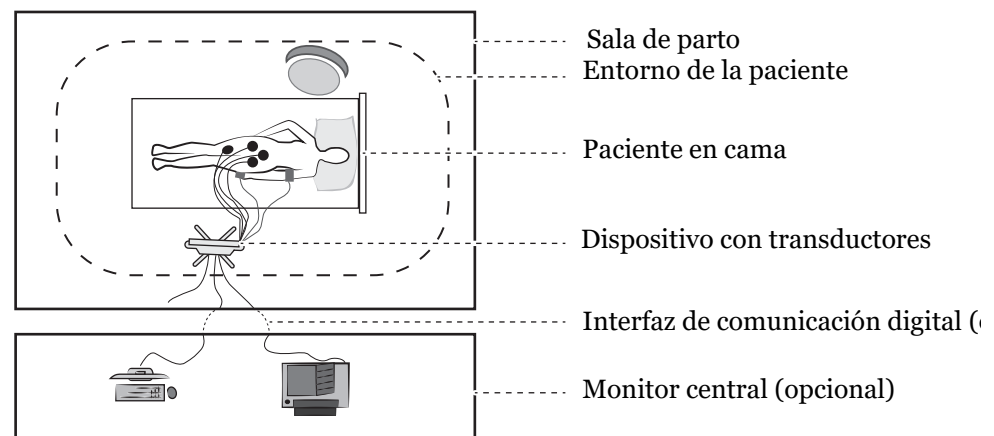 Sala de parto
Entorno de la paciente
Paciente en cama
Dispositivo con transductores
Interfaz de comunicación digital (
Monitor central (opcional)